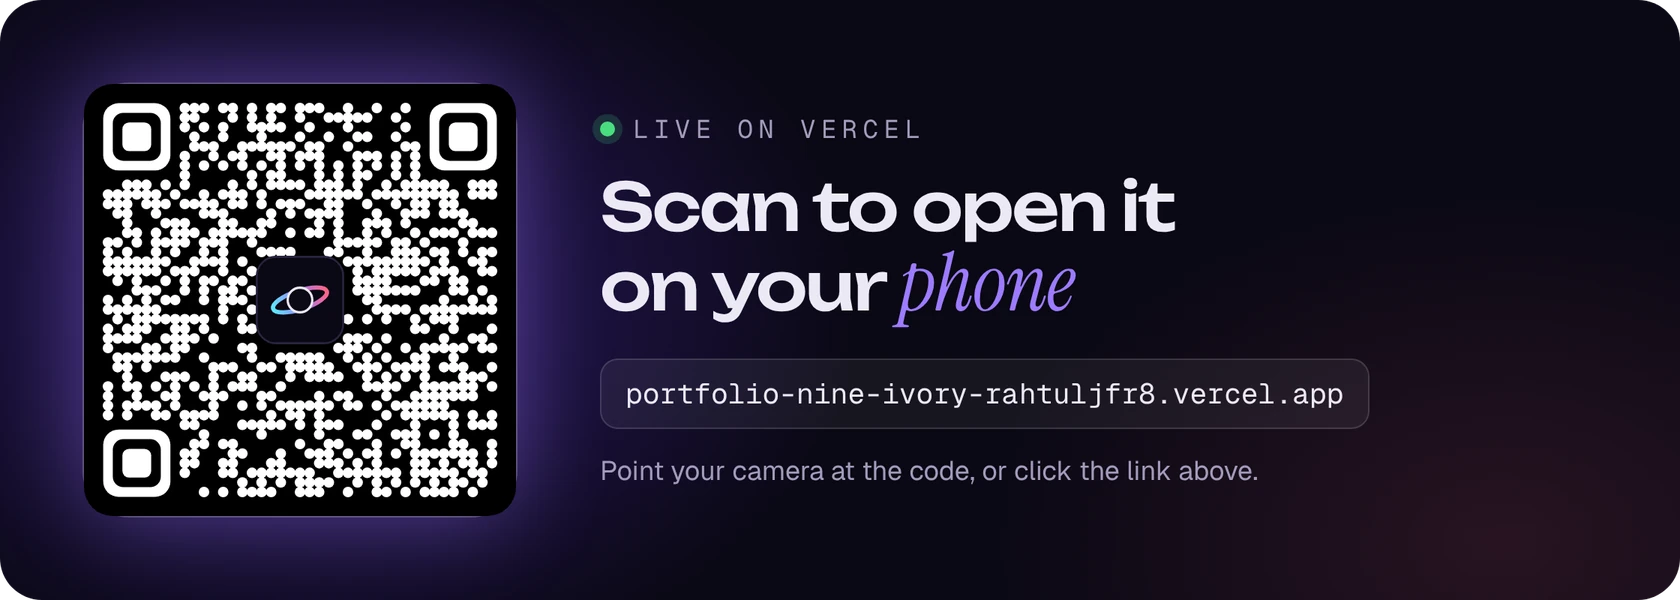 LIVE ON VERCEL
Scan to open it
on your phone
portfolio-nine-ivory-rahtuljfr8.vercel.app
Point your camera at the code, or click the link above.